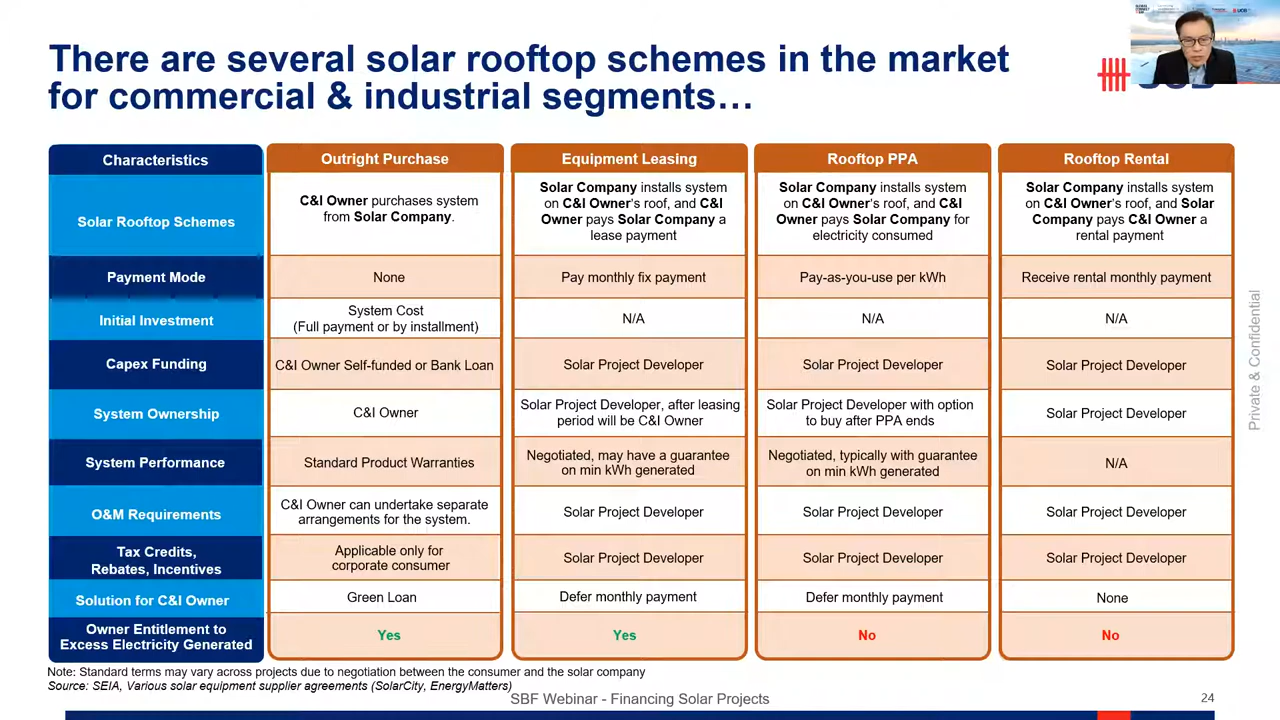 There are several solar rooftop schemes in the market
for commercial & industrial segments…
Characteristics
Outright Purchase
Equipment Leasing
Rooftop PPA
Rooftop Rental
Solar Rooftop Schemes
C&I Owner purchases system
from Solar Company.
Solar Company installs system
on C&I Owner's roof, and C&I
Owner pays Solar Company a
lease payment
Solar Company installs system
on C&I Owner's roof, and C&I
Owner pays Solar Company for
electricity consumed
Solar Company installs system
on C&I Owner's roof, and Solar
Company pays C&I Owner a
rental payment
Payment Mode
None
Pay monthly fix payment
Pay-as-you-use per kWh
Receive rental monthly payment
Initial Investment
System Cost
(Full payment or by installment)
N/A
N/A
N/A
Capex Funding
C&I Owner Self-funded or Bank Loan
Solar Project Developer
Solar Project Developer
Solar Project Developer
System Ownership
C&I Owner
Solar Project Developer, after leasing
period will be C&I Owner
Solar Project Developer with option
to buy after PPA ends
Solar Project Developer
System Performance
Standard Product Warranties
Negotiated, may have a guarantee
on min kWh generated
Negotiated, typically with guarantee
on min kWh generated
N/A
O&M Requirements
C&I Owner can undertake separate
arrangements for the system.
Solar Project Developer
Solar Project Developer
Solar Project Developer
Tax Credits,
Rebates, Incentives
Applicable only for
corporate consumer
Solar Project Developer
Solar Project Developer
Solar Project Developer
Solution for C&I Owner
Green Loan
Defer monthly payment
Defer monthly payment
None
Owner Entitlement to
Excess Electricity Generated
Yes
Yes
No
No
Private & Confidential
Note: Standard terms may vary across projects due to negotiation between the consumer and the solar company
Source: SEIA, Various solar equipment supplier agreements (SolarCity, EnergyMatters)
SBF Webinar - Financing Solar Projects
24